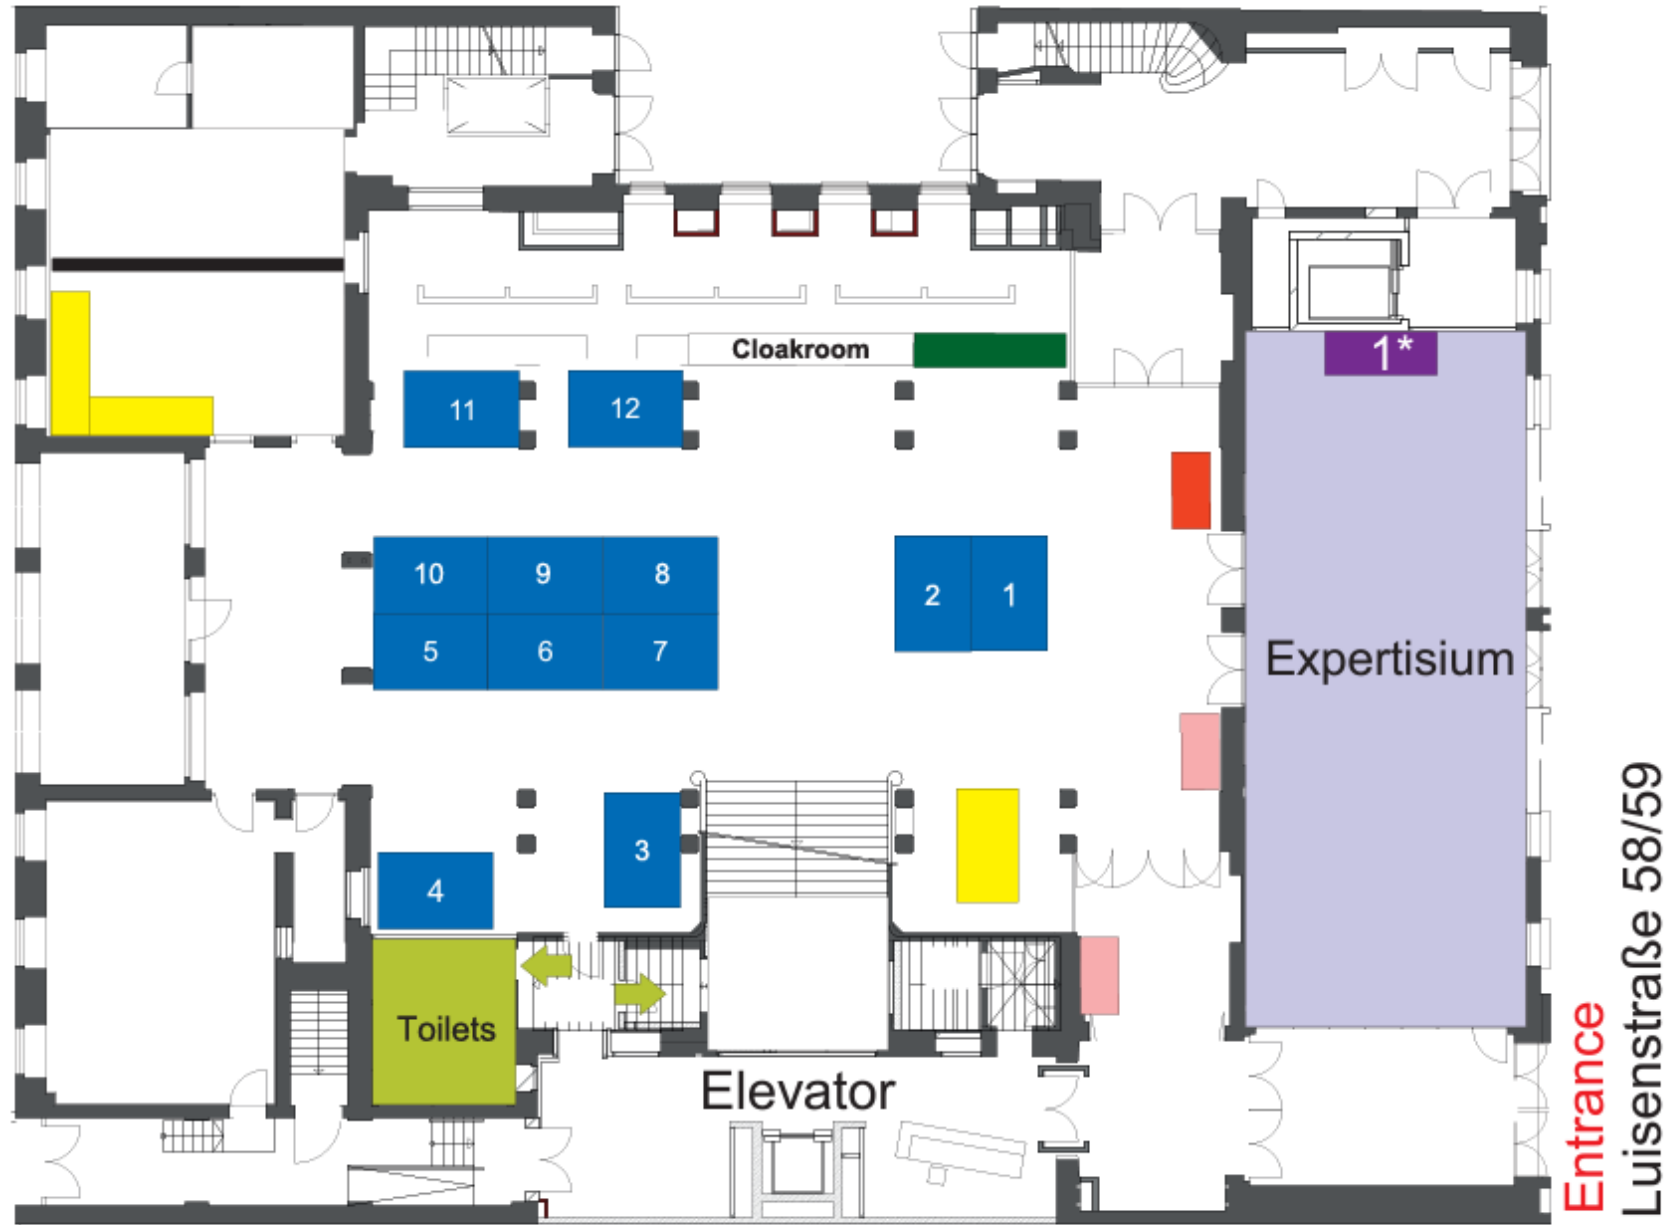 1*
Cloakroom
11
12
10
9
8
2
1
5
6
7
Expertisium
3
4
Toilets
Elevator
Entrance
Luisenstraße 58/59